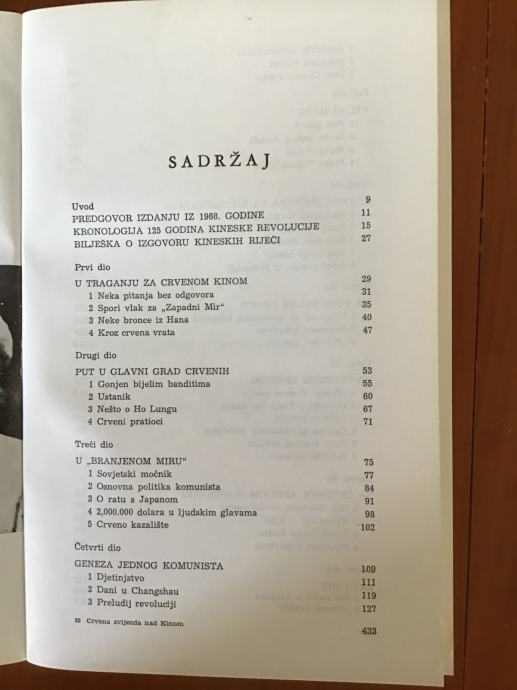 SADRŽAJ
Uvod 9
PREDGOVOR IZDANJU IZ 1968. GODINE 11
KRONOLOGIJA 125 GODINA KINESKE REVOLUCIJE 15
BILJEŠKA O IZGOVORU KINESKIH RIJEČI 27
Prvi dio
U TRAGANJU ZA CRVENOM KINOM 29
1 Neka pitanja bez odgovora 31
2 Spori vlak za „Zapadni Mir" 35
3 Neke bronce iz Hana 40
4 Kroz crvena vrata 47
Drugi dio
PUT U GLAVNI GRAD CRVENIH 53
1 Gonjen bijelim banditima 55
2 Ustanik 60
3 Nešto o Ho Lungu 67
4 Crveni pratioci 71
Treći dio
U „BRANJENOM MIRU" 75
1 Sovjetski moćnik 77
2 Osnovna politika komunista 84
3 O ratu s Japanom 91
4 2,000.000 dolara u ljudskim glavama 98
5 Crveno kazalište 102
Četvrti dio
GENEZA JEDNOG KOMUNISTA 109
1 Djetinjstvo 111
2 Dani u Changshau 119
3 Preludij revoluciji 127
28 Crvena zvijezda nad Kinom
433